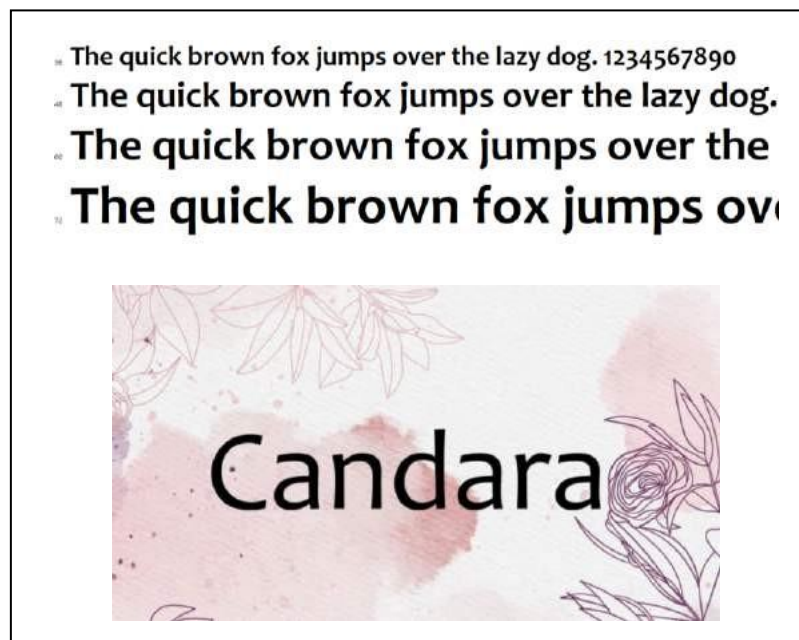 The quick brown fox jumps over the lazy dog. 1234567890
The quick brown fox jumps over the lazy dog.
The quick brown fox jumps over the
The quick brown fox jumps
Candara